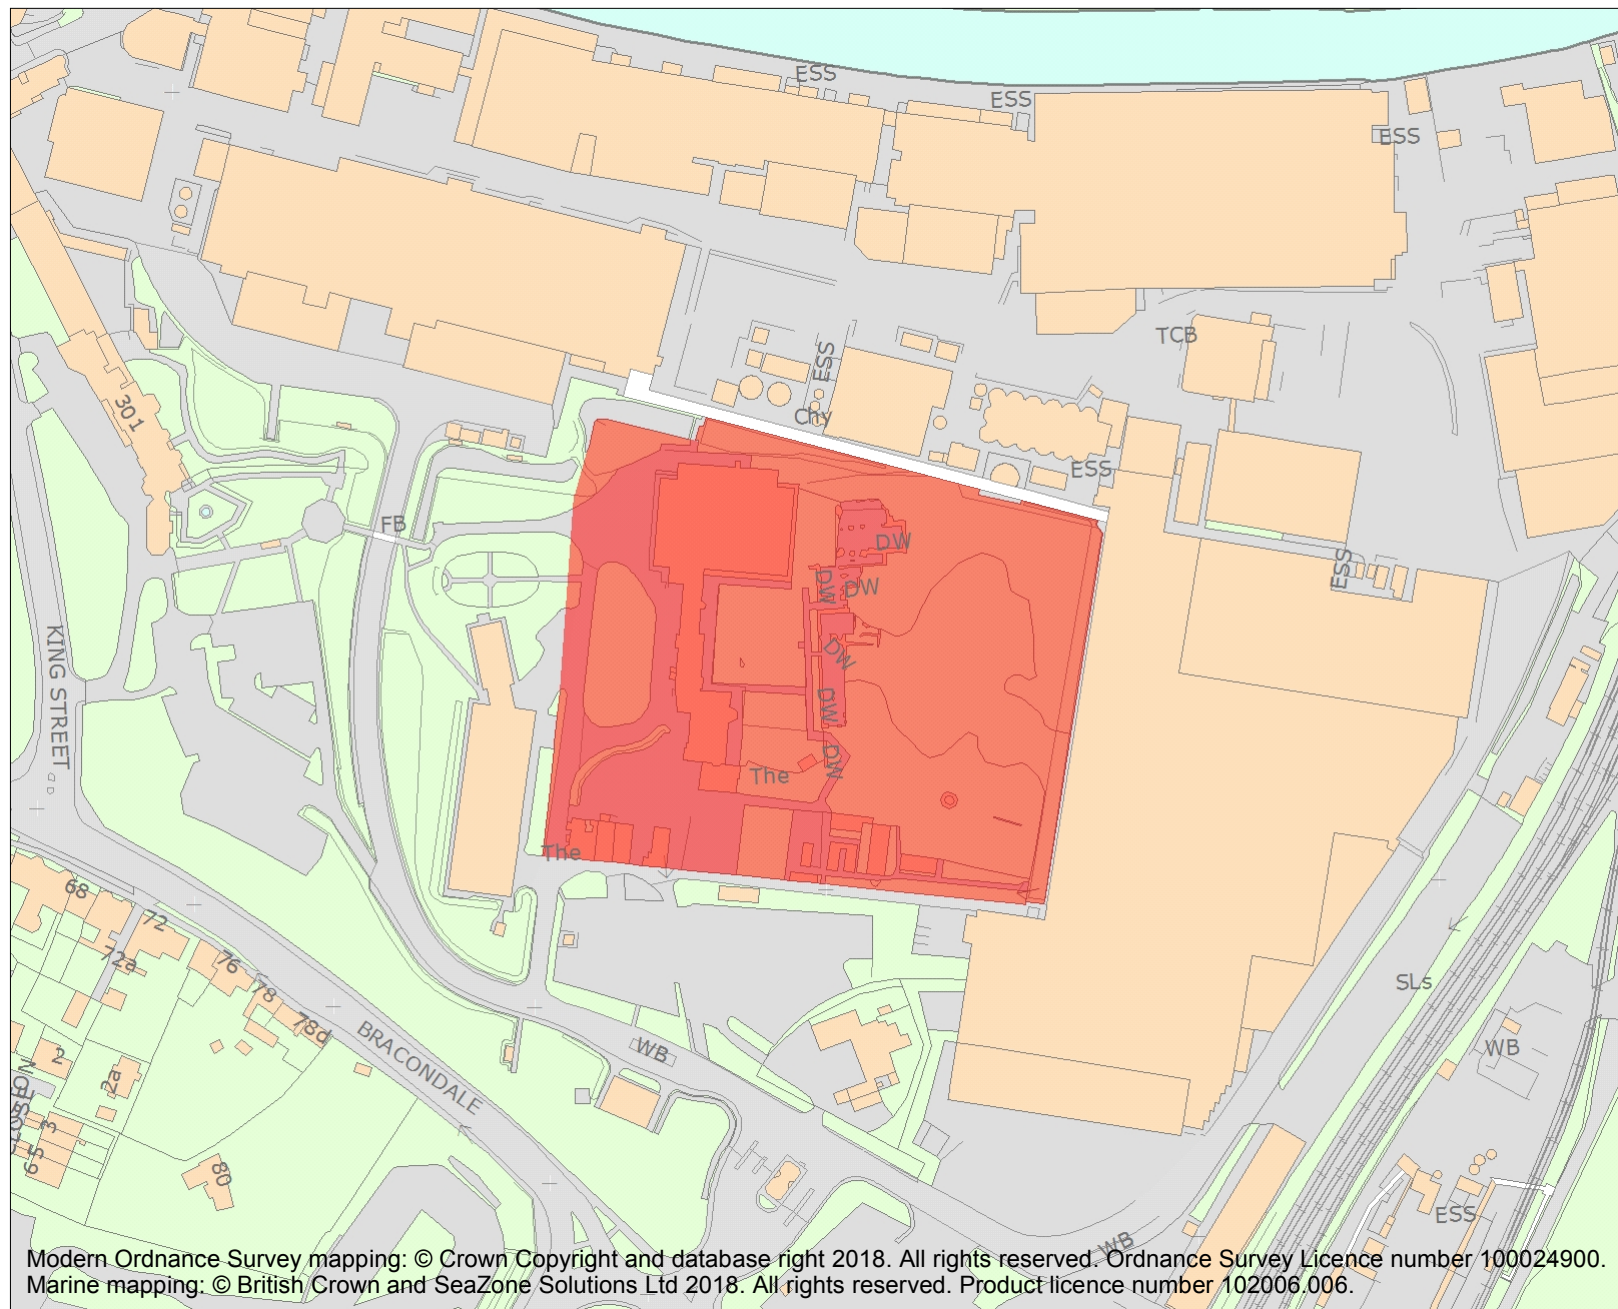 ESS
ESS
ESS
TCB
ESS
Chy
301
ESS
FB
DW
ESS
DW
DW
KING STREET
DW
DW
DW
The
The
68
72
72a
76
78
78d
SLs
BRACONDALE
WB
WB
2
2a
3
5
6
80
ESS
WB
Modern Ordnance Survey mapping: © Crown Copyright and database right 2018. All rights reserved. Ordnance Survey Licence number 100024900.
Marine mapping: © British Crown and SeaZone Solutions Ltd 2018. All rights reserved. Product licence number 102006.006.